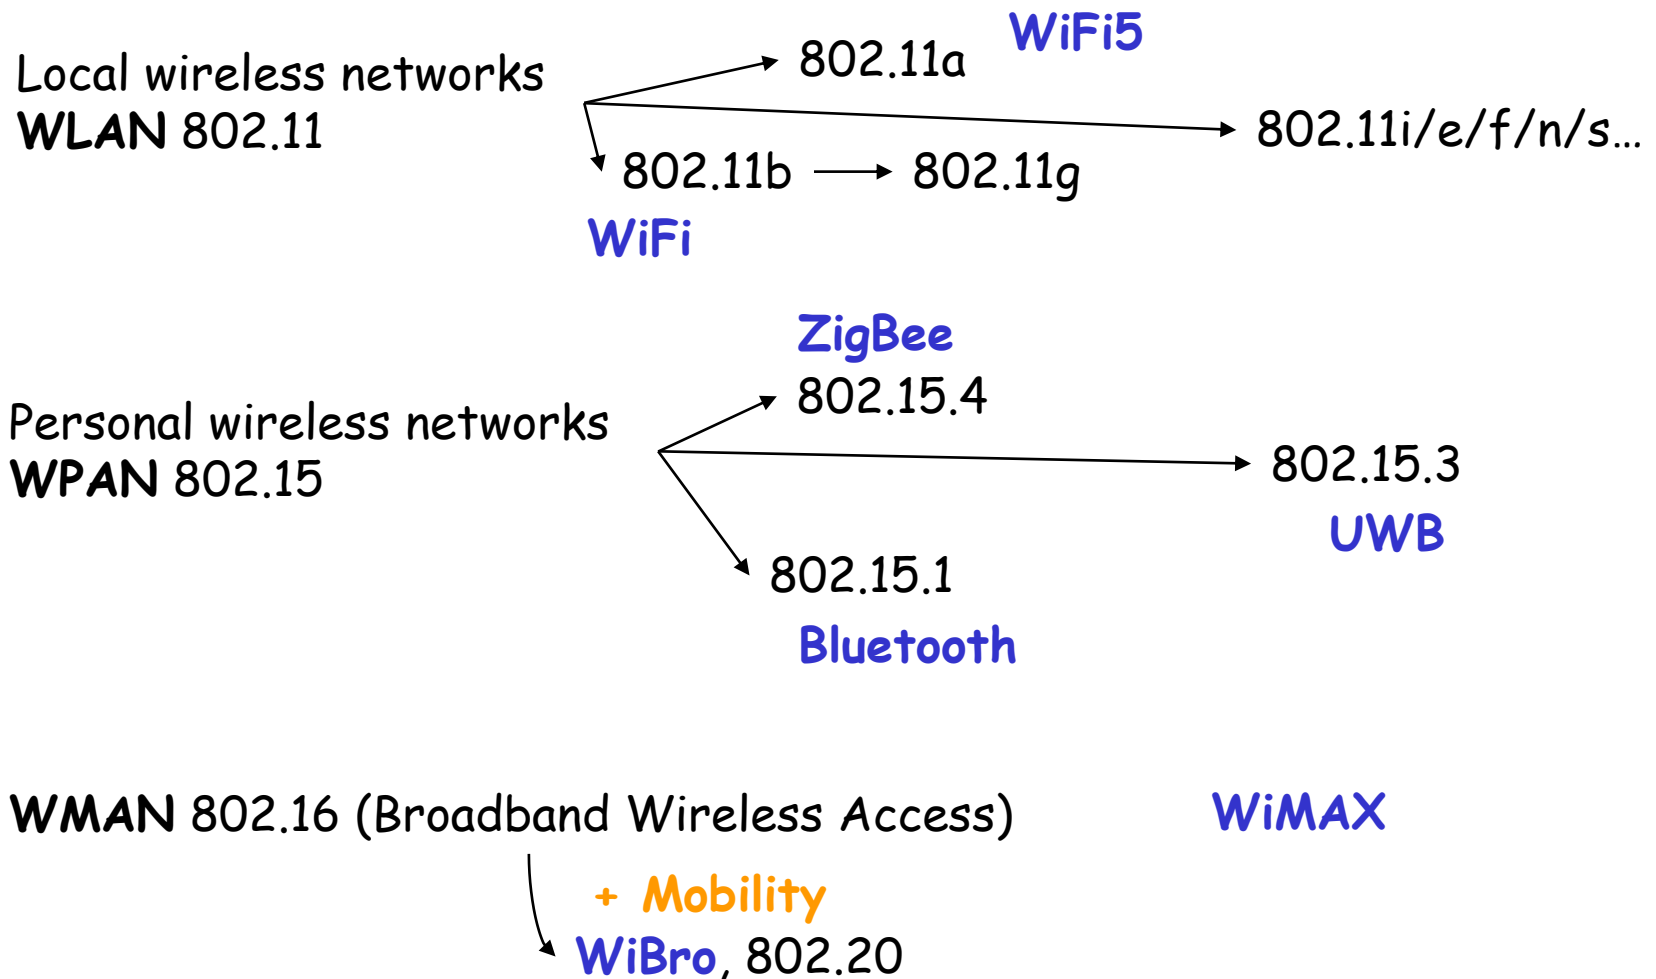 WiFi5
802.11a
Local wireless networks
WLAN 802.11
802.11i/e/f/n/s...
802.11b
802.11g
WiFi
ZigBee
802.15.4
Personal wireless networks
WPAN 802.15
802.15.3
UWB
802.15.1
Bluetooth
WMAN 802.16 (Broadband Wireless Access)
WiMAX
+ Mobility
WiBro, 802.20